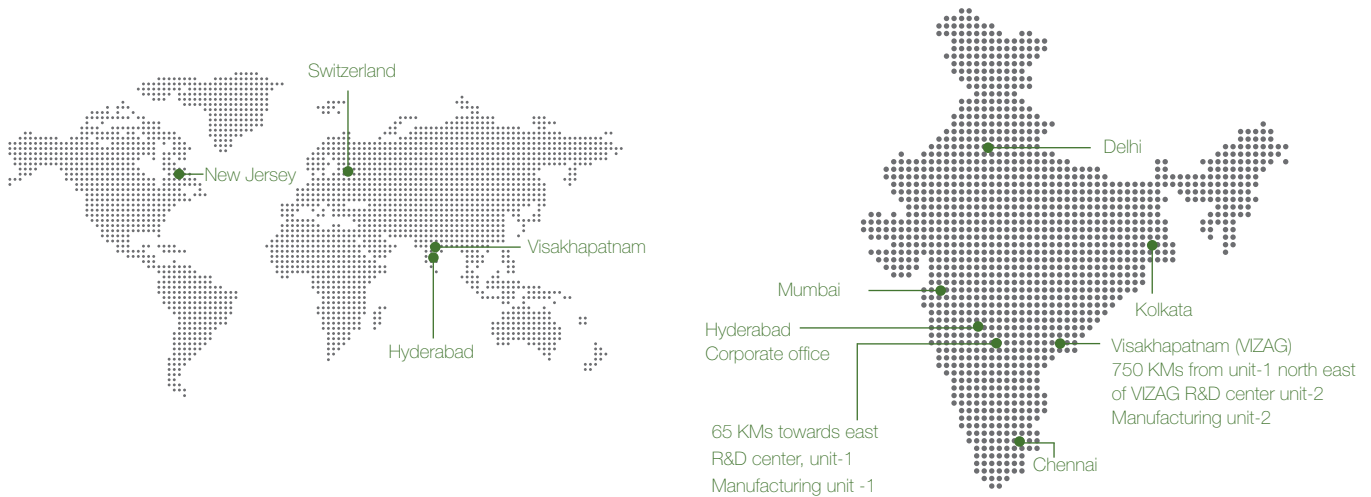 Switzerland
New Jersey
Visakhapatnam
Hyderabad
Delhi
Mumbai
Kolkata
Hyderabad
Corporate office
Visakhapatnam (VIZAG)
750 KMs from unit-1 north east
of VIZAG R&D center unit-2
Manufacturing unit-2
65 KMs towards east
R&D center, unit-1
Manufacturing unit -1
Chennai